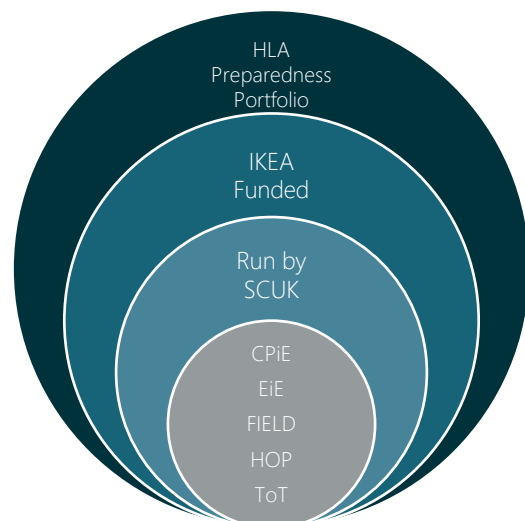 HLA
Preparedness
Portfolio
IKEA
Funded
Run by
SCUK
CPiE
EiE
FIELD
HOP
ToT